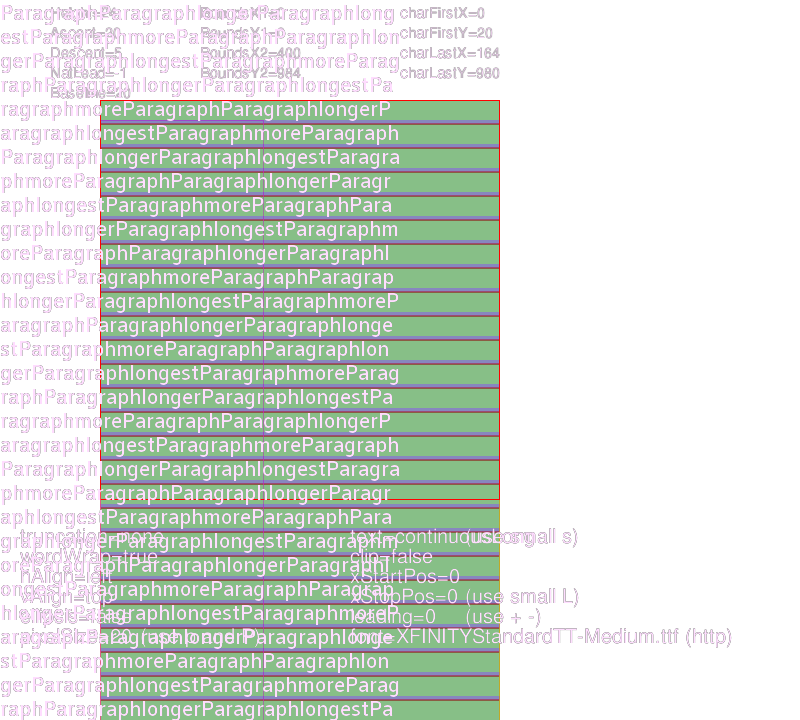 ParagraphParagraphlongerParagraphlong
Height=24 BoundsX1=0 charFirstX=0
estParagraphmoreParagraphParagraphlon
Ascent=20 BoundsY1=0 charFirstY=20
gerParagraphlongestParagraphmoreParag
Descent=5 BoundsX2=400 charLastX=164
raphParagraphlongerParagraphlongestPa
NatLead=-1 BoundsY2=984 charLastY=980
Baseline=20
ragraphmoreParagraphParagraphlongerP
aragraphlongestParagraphmoreParagraph
ParagraphlongerParagraphlongestParagra
phmoreParagraphParagraphlongerParagr
aphlongestParagraphmoreParagraphPara
graphlongerParagraphlongestParagraphm
oreParagraphParagraphlongerParagraphl
ongestParagraphmoreParagraphParagrap
hlongerParagraphlongestParagraphmoreP
aragraphParagraphlongerParagraphlonge
stParagraphmoreParagraphParagraphlon
gerParagraphlongestParagraphmoreParag
raphParagraphlongerParagraphlongestPa
ragraphmoreParagraphParagraphlongerP
aragraphlongestParagraphmoreParagraph
ParagraphlongerParagraphlongestParagra
phmoreParagraphParagraphlongerParagr
aphlongestParagraphmoreParagraphPara
truncation=none text=continuous long (use small s)
graphlongerParagraphlongestParagraphm
wordWrap=true clip=false
oreParagraphParagraphlongerParagraphl
hAlign=left xStartPos=0
ongestParagraphmoreParagraphParagrap
vAlign=top xStopPos=0 (use small L)
hlongerParagraphlongestParagraphmoreP
ellipsis=false leading=0 (use + -)
aragraphParagraphlongerParagraphlonge
pixelSize=20 (use p and P) font=XFINITYStandardTT-Medium.ttf (http)
stParagraphmoreParagraphParagraphlon
gerParagraphlongestParagraphmoreParag
raphParagraphlongerParagraphlongestPa